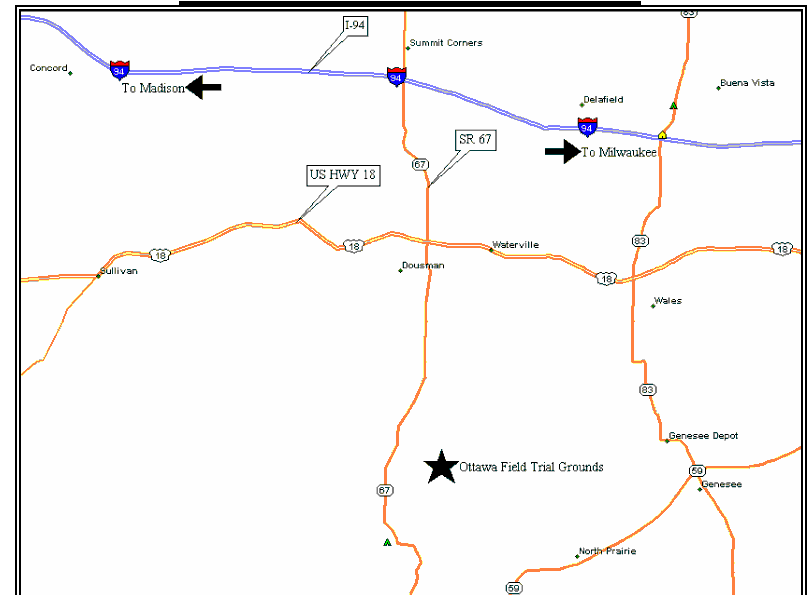 83
I-94
Summit Corners
Concord
94
94
Buena Vista
To Madison
Delafield
94
SR 67
To Milwaukee
67
US HWY 18
83
18
18
Waterville
18
Sullivan
Dousman
18
Wales
83
Genesee Depot
Ottawa Field Trial Grounds
59
67
Genesee
North Prairie
59